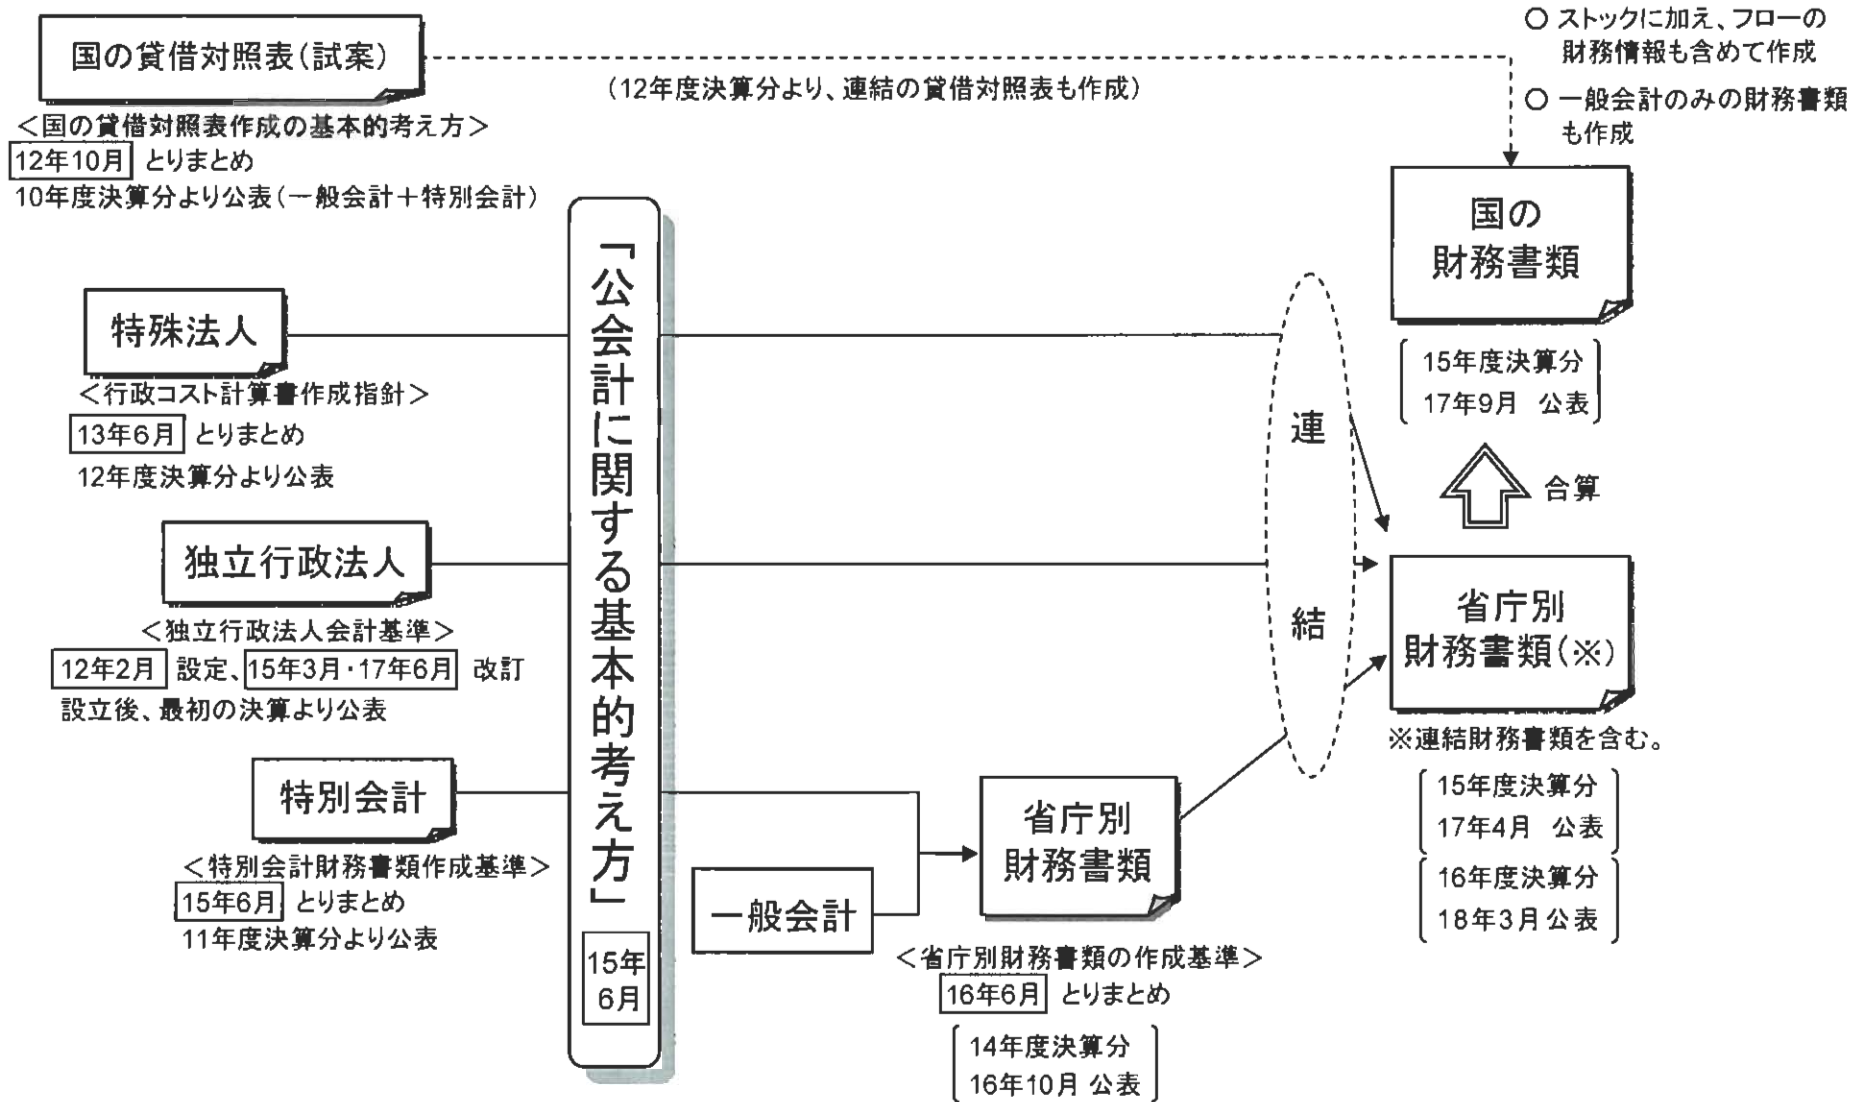 国の貸借対照表(試案)
(12年度決算分より、連結の貸借対照表も作成)
○ ストックに加え、フローの
財務情報も含めて作成
○ 一般会計のみの財務書類
も作成
<国の貸借対照表作成の基本的考え方>
12年10月 とりまとめ
10年度決算分より公表(一般会計+特別会計)
国の
財務書類
15年度決算分
17年9月 公表
合算
特殊法人
<行政コスト計算書作成指針>
13年6月 とりまとめ
12年度決算分より公表
「公会計に関する基本的考え方」
15年
6月
連結
独立行政法人
<独立行政法人会計基準>
12年2月 設定、15年3月・17年6月 改訂
設立後、最初の決算より公表
省庁別
財務書類(※)
※連結財務書類を含む。
15年度決算分
17年4月 公表
16年度決算分
18年3月公表
特別会計
<特別会計財務書類作成基準>
15年6月 とりまとめ
11年度決算分より公表
一般会計
省庁別
財務書類
<省庁別財務書類の作成基準>
16年6月 とりまとめ
14年度決算分
16年10月 公表